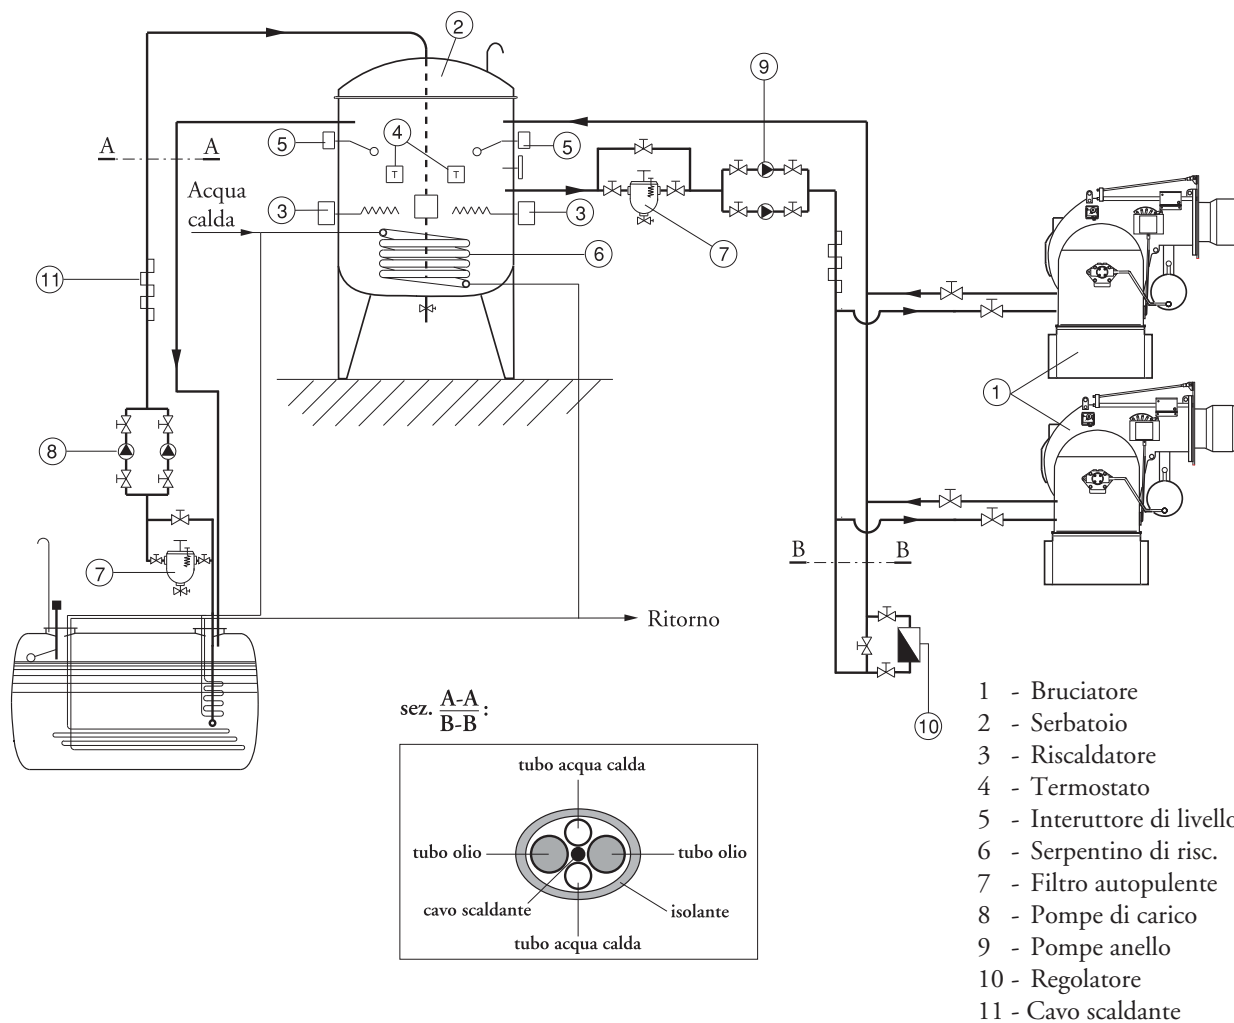 2
9
A
A
5
4
5
T
T
Acqua
calda
3
3
7
6
11
1
8
7
B
B
Ritorno
10
sez. A-A
B-B :
tubo acqua calda
tubo olio
tubo olio
cavo scaldante
isolante
tubo acqua calda
1 - Bruciatore
2 - Serbatoio
3 - Riscaldatore
4 - Termostato
5 - Interuttore di livello
6 - Serpentino di risc.
7 - Filtro autopulente
8 - Pompe di carico
9 - Pompe anello
10 - Regolatore
11 - Cavo scaldante